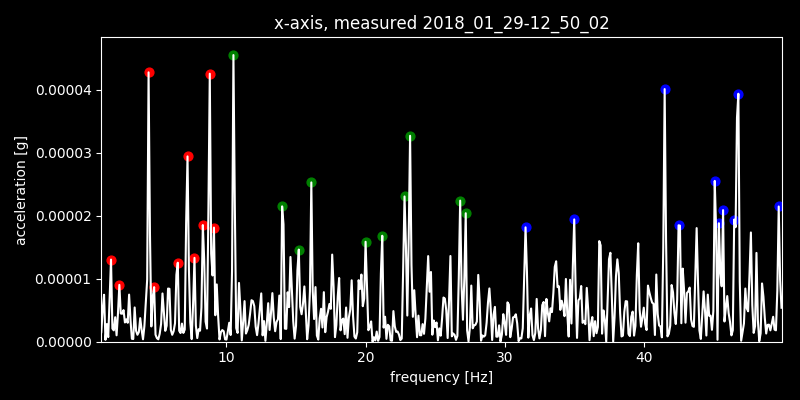 x-axis, measured 2018_01_29-12_50_02
acceleration [g]
0.00004
0.00003
0.00002
0.00001
0.00000
10 20 30 40
frequency [Hz]